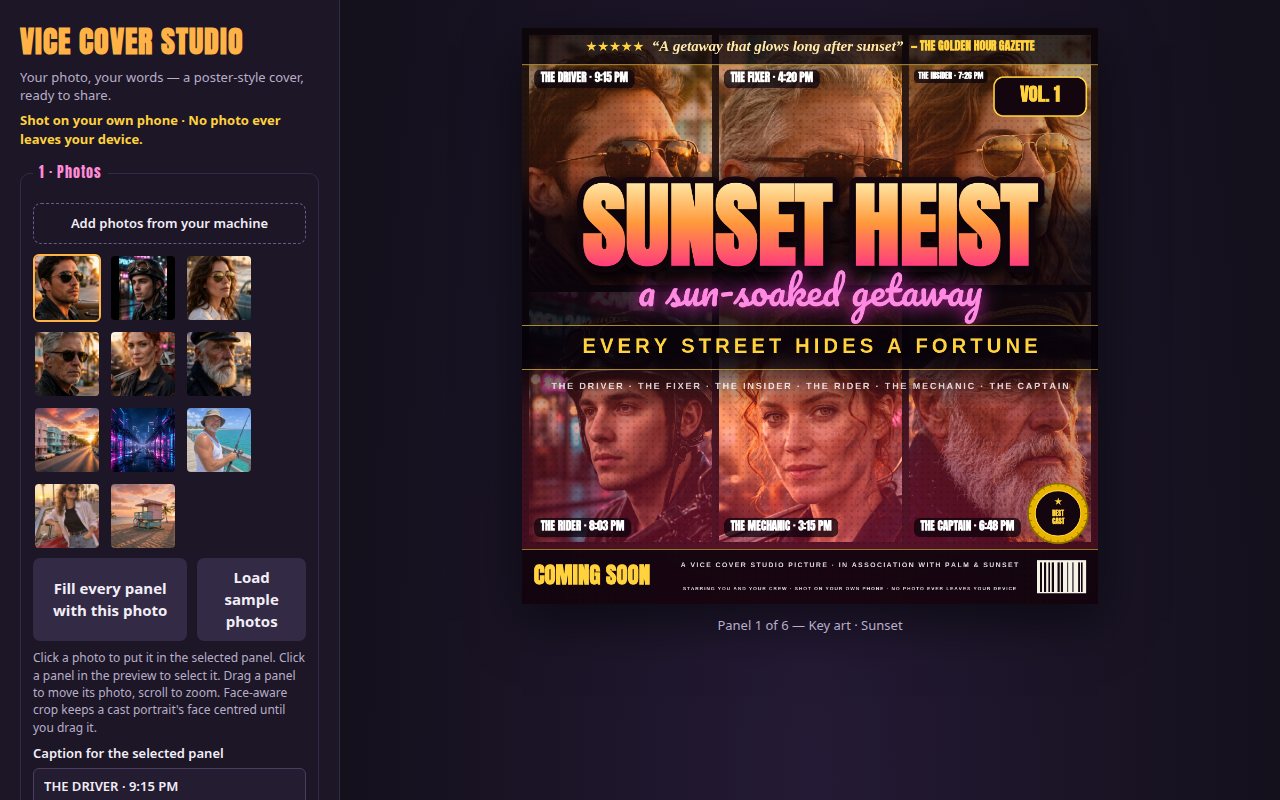 VICE COVER STUDIO
Your photo, your words — a poster-style cover,
ready to share.
Shot on your own phone · No photo ever
leaves your device.
1 · Photos
Add photos from your machine
Fill every panel
with this photo
Load
sample
photos
Click a photo to put it in the selected panel. Click
a panel in the preview to select it. Drag a panel
to move its photo, scroll to zoom. Face-aware
crop keeps a cast portrait's face centred until
you drag it.
Caption for the selected panel
THE DRIVER · 9:15 PM
★★★★★ “A getaway that glows long after sunset” – THE GOLDEN HOUR GAZETTE
THE DRIVER · 9:15 PM
THE FIXER · 4:20 PM
THE INSIDER · 7:26 PM
VOL. 1
SUNSET HEIST
a sun-soaked getaway
EVERY STREET HIDES A FORTUNE
THE DRIVER · THE FIXER · THE INSIDER · THE RIDER · THE MECHANIC · THE CAPTAIN
THE RIDER · 8:03 PM
THE MECHANIC · 3:15 PM
THE CAPTAIN · 6:48 PM
★
BEST
CAST
COMING SOON
A VICE COVER STUDIO PICTURE · IN ASSOCIATION WITH PALM & SUNSET
STARRING YOU AND YOUR CREW · SHOT ON YOUR OWN PHONE · NO PHOTO EVER LEAVES YOUR DEVICE
Panel 1 of 6 — Key art · Sunset